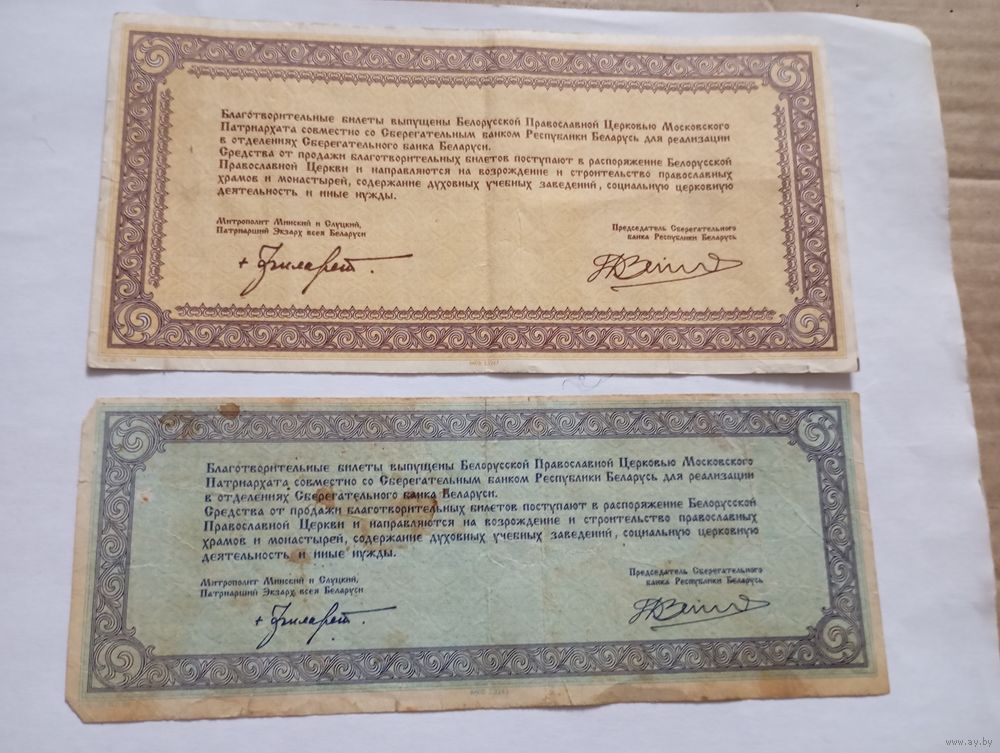 Благотворительные билеты выпущены Белорусской Православной Церковью Московского
Патриархата совместно со Сберегательным банком Республики Беларусь для реализации
в отделениях Сберегательного банка Беларуси.
Средства от продажи благотворительных билетов поступают в распоряжение Белорусской
Православной Церкви и направляются на возрождение и строительство православных
храмов и монастырей, содержание духовных учебных заведений, социальную церковную
деятельность и иные нужды.
Митрополит Минский и Слуцкий,
Патриарший Экзарх всея Беларуси
Председатель Сберегательного
банка Республики Беларусь
+ Филарет.
Благотворительные билеты выпущены Белорусской Православной Церковью Московского
Патриархата совместно со Сберегательным банком Республики Беларусь для реализации
в отделениях Сберегательного банка Беларуси.
Средства от продажи благотворительных билетов поступают в распоряжение Белорусской
Православной Церкви и направляются на возрождение и строительство православных
храмов и монастырей, содержание духовных учебных заведений, социальную церковную
деятельность и иные нужды.
Митрополит Минский и Слуцкий,
Патриарший Экзарх всея Беларуси
Председатель Сберегательного
банка Республики Беларусь
+ Филарет.
www.ay.by